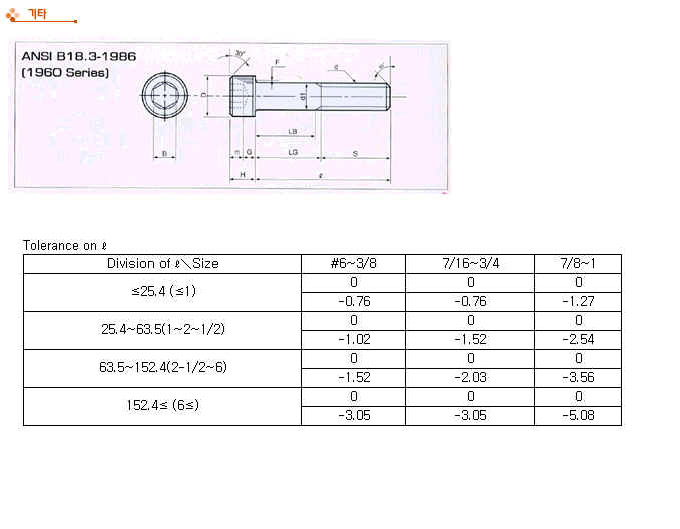 기타
ANSI B18.3-1986
(1960 Series)
30°
F
D
d1
LB
B
m
G
LG
S
H
ℓ
Tolerance on ℓ
Division of ℓ＼Size #6~3/8 7/16~3/4 7/8~1
≤25.4 (≤1) 0 0 0
-0.76 -0.76 -1.27
25.4~63.5(1~2-1/2) 0 0 0
-1.02 -1.52 -2.54
63.5~152.4(2-1/2~6) 0 0 0
-1.52 -2.03 -3.56
152.4≤ (6≤) 0 0 0
-3.05 -3.05 -5.08